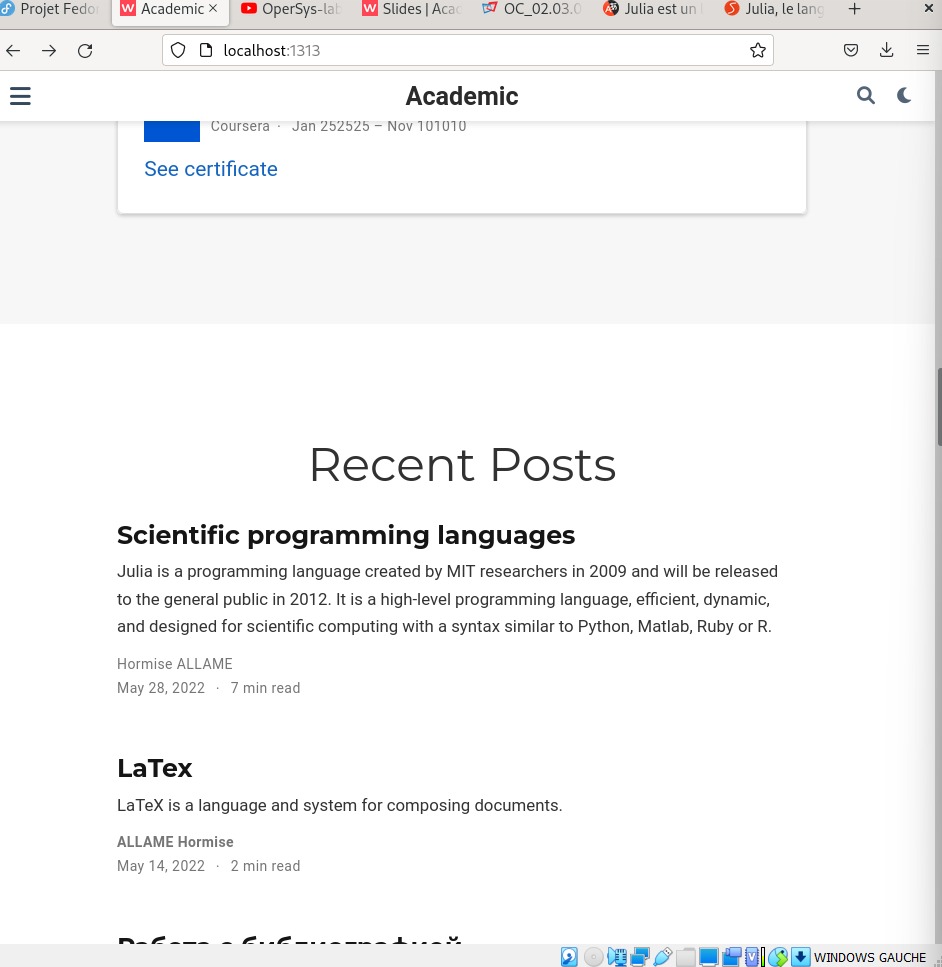 Projet Fedo Academic OperSys-lab Slides | Aca OC_02.03.0 Julia est un Julia, le lang
localhost:1313
Academic
Coursera · Jan 252525 – Nov 101010
See certificate
Recent Posts
Scientific programming languages
Julia is a programming language created by MIT researchers in 2009 and will be released
to the general public in 2012. It is a high-level programming language, efficient, dynamic,
and designed for scientific computing with a syntax similar to Python, Matlab, Ruby or R.
Hormise ALLAME
May 28, 2022 · 7 min read
LaTex
LaTeX is a language and system for composing documents.
ALLAME Hormise
May 14, 2022 · 2 min read
Работа с библиографией
WINDOWS GAUCHE